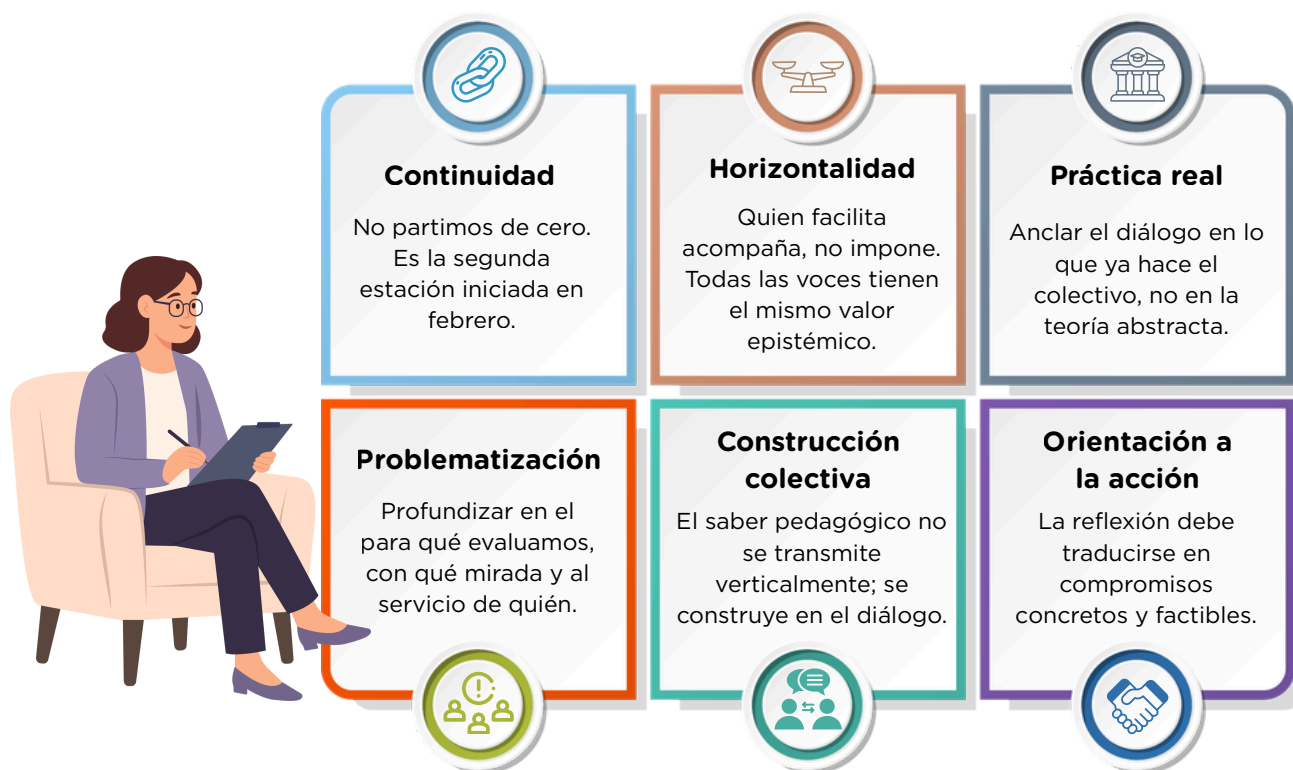 Continuidad
No partimos de cero.
Es la segunda
estación iniciada en
febrero.
Horizontalidad
Quien facilita
acompaña, no impone.
Todas las voces tienen
el mismo valor
epistémico.
Práctica real
Anclar el diálogo en lo
que ya hace el
colectivo, no en la
teoría abstracta.
Problematización
Profundizar en el
para qué evaluamos,
con qué mirada y al
servicio de quién.
Construcción
colectiva
El saber pedagógico no
se transmite
verticalmente; se
construye en el diálogo.
Orientación a
la acción
La reflexión debe
traducirse en
compromisos
concretos y factibles.